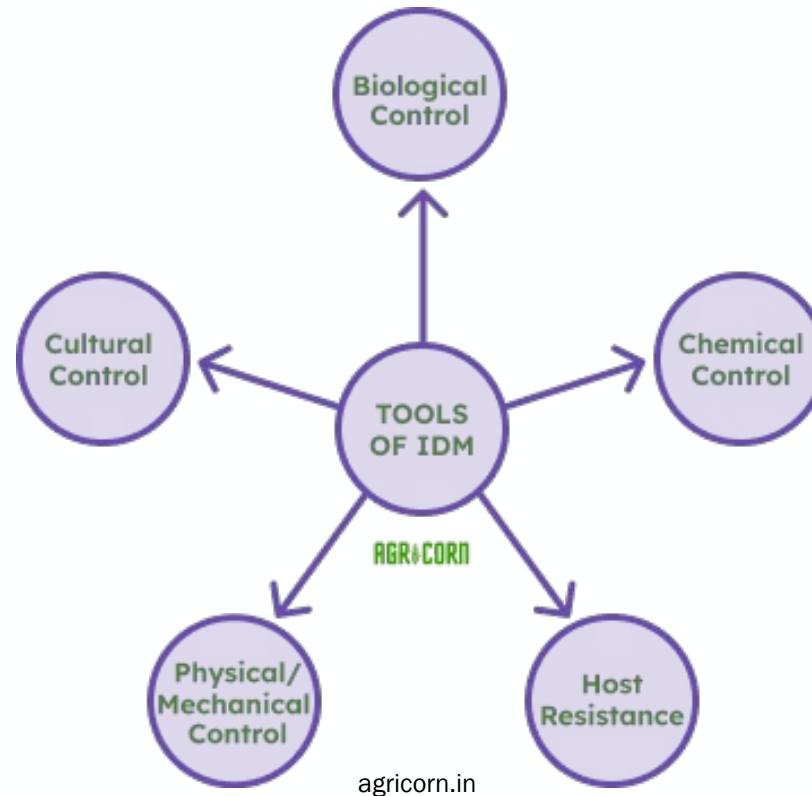 Biological
Control
Cultural
Control
Chemical
Control
TOOLS
OF IDM
AGRICORN
Physical/
Mechanical
Control
Host
Resistance
agricorn.in